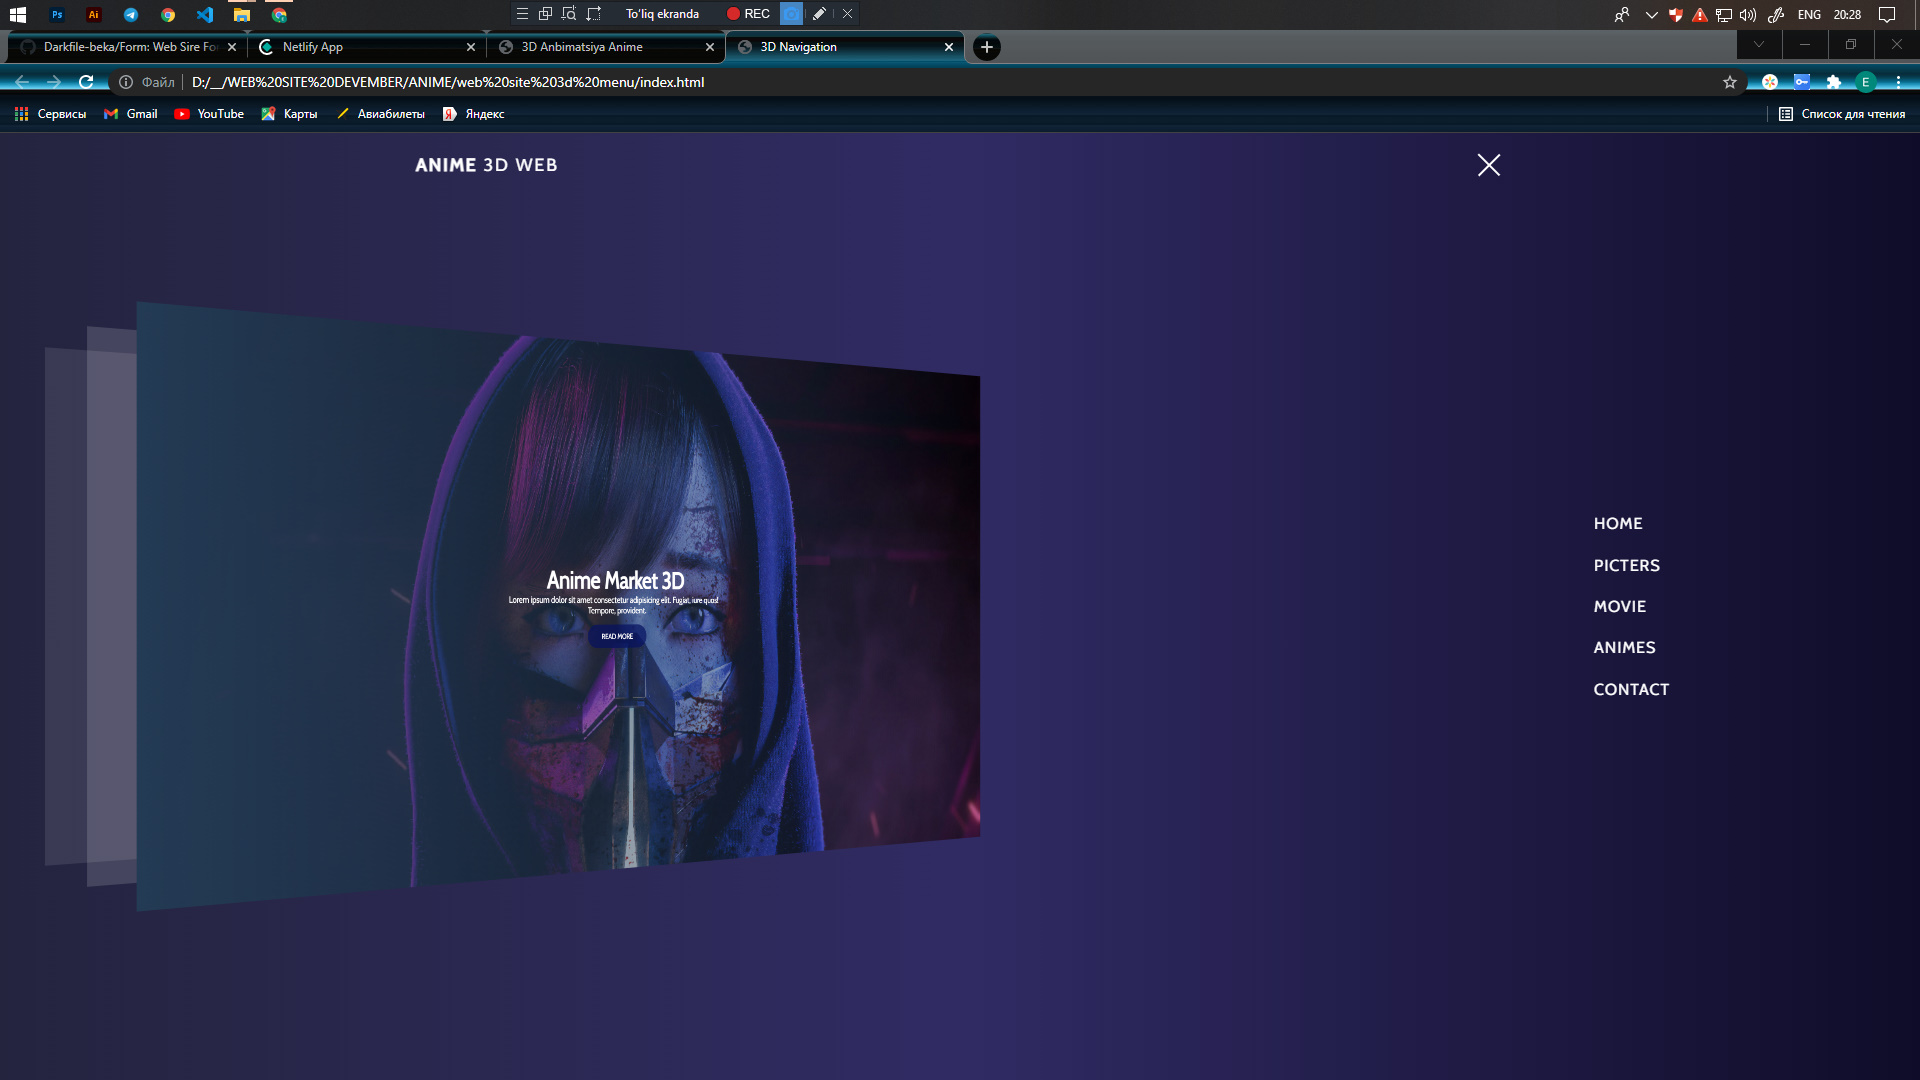 Ps
Ai
To'liq ekranda
REC
ENG
20:28
Darkfile-beka/Form: Web Sire Fo
Netlify App
3D Anbimatsiya Anime
3D Navigation
Файл
D:/__/WEB%20SITE%20DEVEMBER/ANIME/web%20site%203d%20menu/index.html
E
Сервисы
Gmail
YouTube
Карты
Авиабилеты
Я
Яндекс
Список для чтения
ANIME 3D WEB
HOME
PICTERS
MOVIE
ANIMES
CONTACT
Anime Market 3D
Lorem ipsum dolor sit amet consectetur adipisicing elit. Fugiat, iure quos!
Tempore, provident.
READ MORE